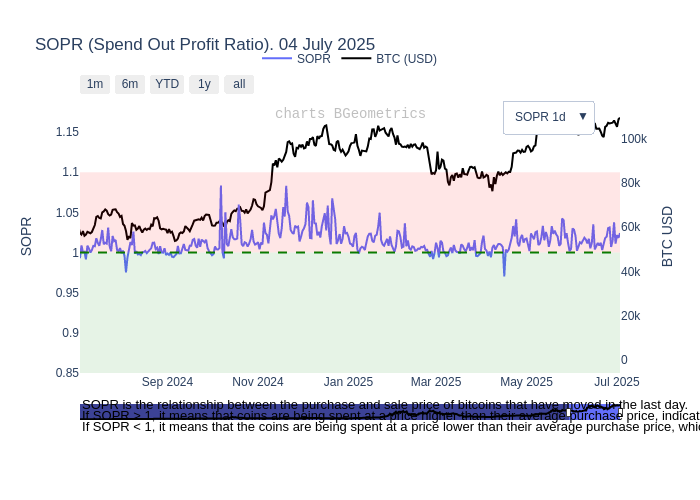 SOPR (Spend Out Profit Ratio). 04 July 2025
SOPR BTC (USD)
1m 6m YTD 1y all
charts BGeometrics
SOPR 1d ▼
1.15
1.1
1.05
1
0.95
0.9
0.85
SOPR
100k
80k
60k
40k
20k
0
BTC USD
Sep 2024 Nov 2024 Jan 2025 Mar 2025 May 2025 Jul 2025
SOPR is the relationship between the purchase and sale price of bitcoins that have moved in the last day.
If SOPR > 1, it means that coins are being spent at a price higher than their average purchase price, indicat
If SOPR < 1, it means that the coins are being spent at a price lower than their average purchase price, whi